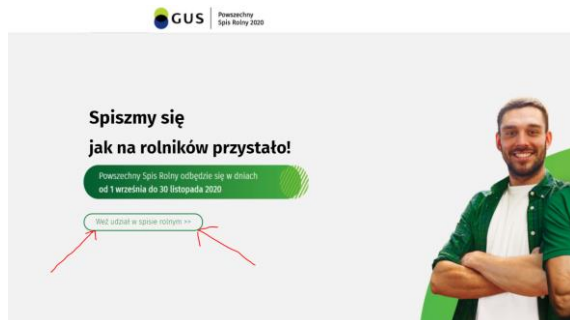 GUS
Powszechny
Spis Rolny 2020
Spiszmy się
jak na rolników przystało!
Powszechny Spis Rolny odbędzie się w dniach
od 1 września do 30 listopada 2020
Weź udział w spisie rolnym >>